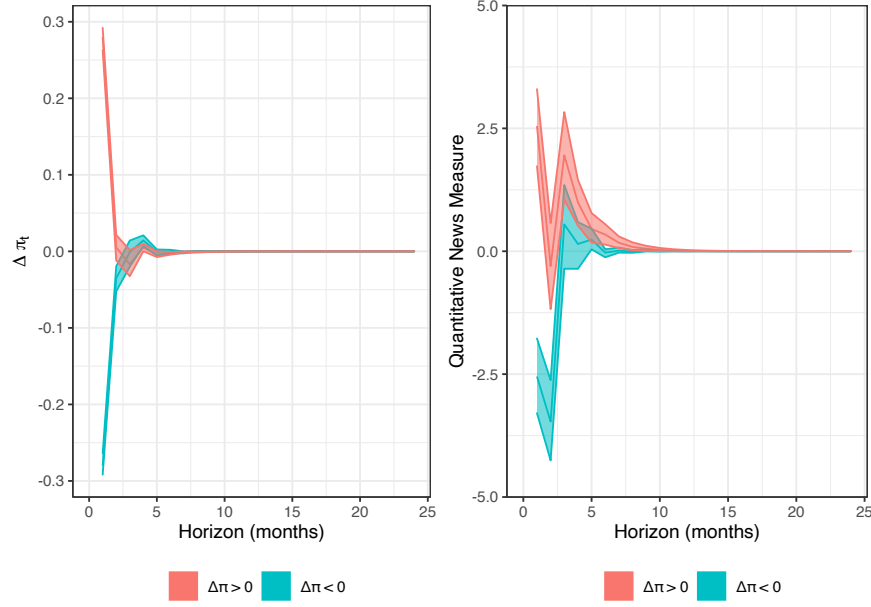 0.3
0.2
0.1
0.0
-0.1
-0.2
-0.3
Δ πt
0 5 10 15 20 25
Horizon (months)
Δπ > 0 Δπ < 0
5.0
2.5
0.0
-2.5
-5.0
Quantitative News Measure
0 5 10 15 20 25
Horizon (months)
Δπ > 0 Δπ < 0